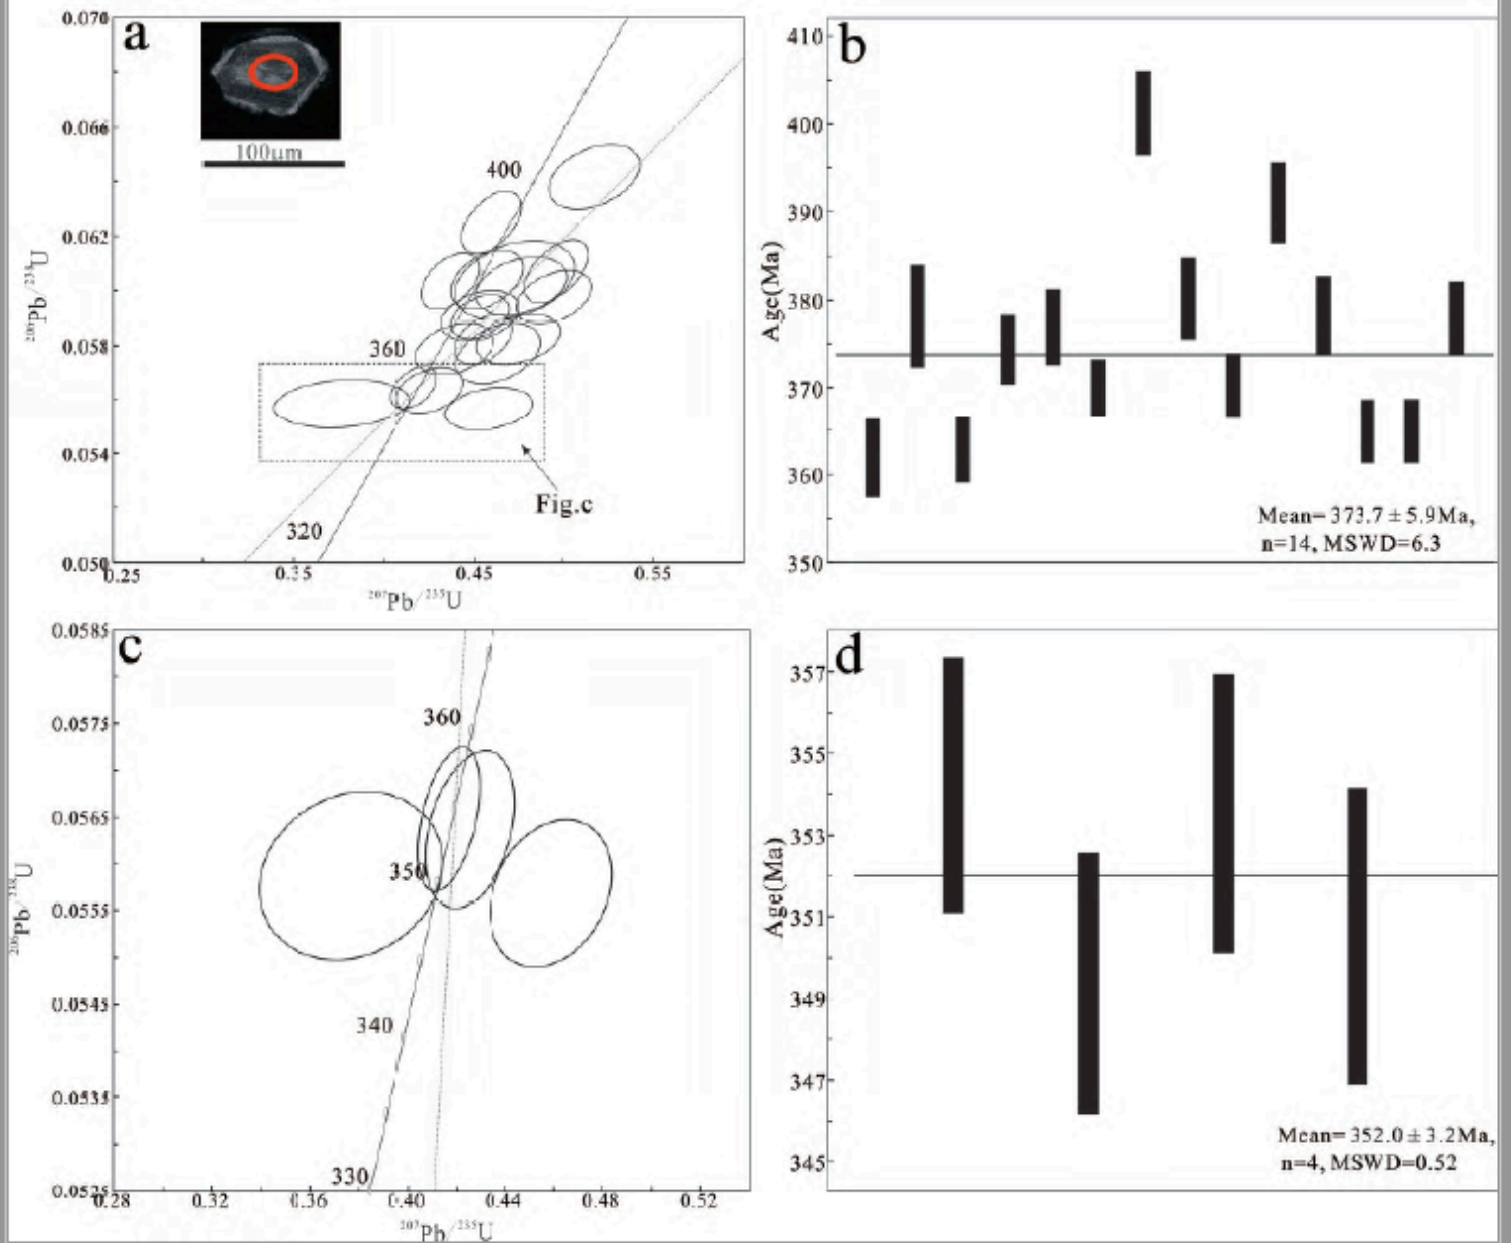 a
100μm
0.070
0.066
0.062
0.058
0.054
0.050
206Pb/238U
400
360
320
Fig.c
0.25
0.35
0.45
0.55
207Pb/235U
b
410
400
390
380
370
360
350
Age(Ma)
Mean=373.7±5.9Ma,
n=14, MSWD=6.3
c
0.0585
0.0575
0.0565
0.0555
0.0545
0.0535
0.0525
206Pb/238U
360
350
340
330
0.28
0.32
0.36
0.40
0.44
0.48
0.52
207Pb/235U
d
357
355
353
351
349
347
345
Age(Ma)
Mean=352.0±3.2Ma,
n=4, MSWD=0.52